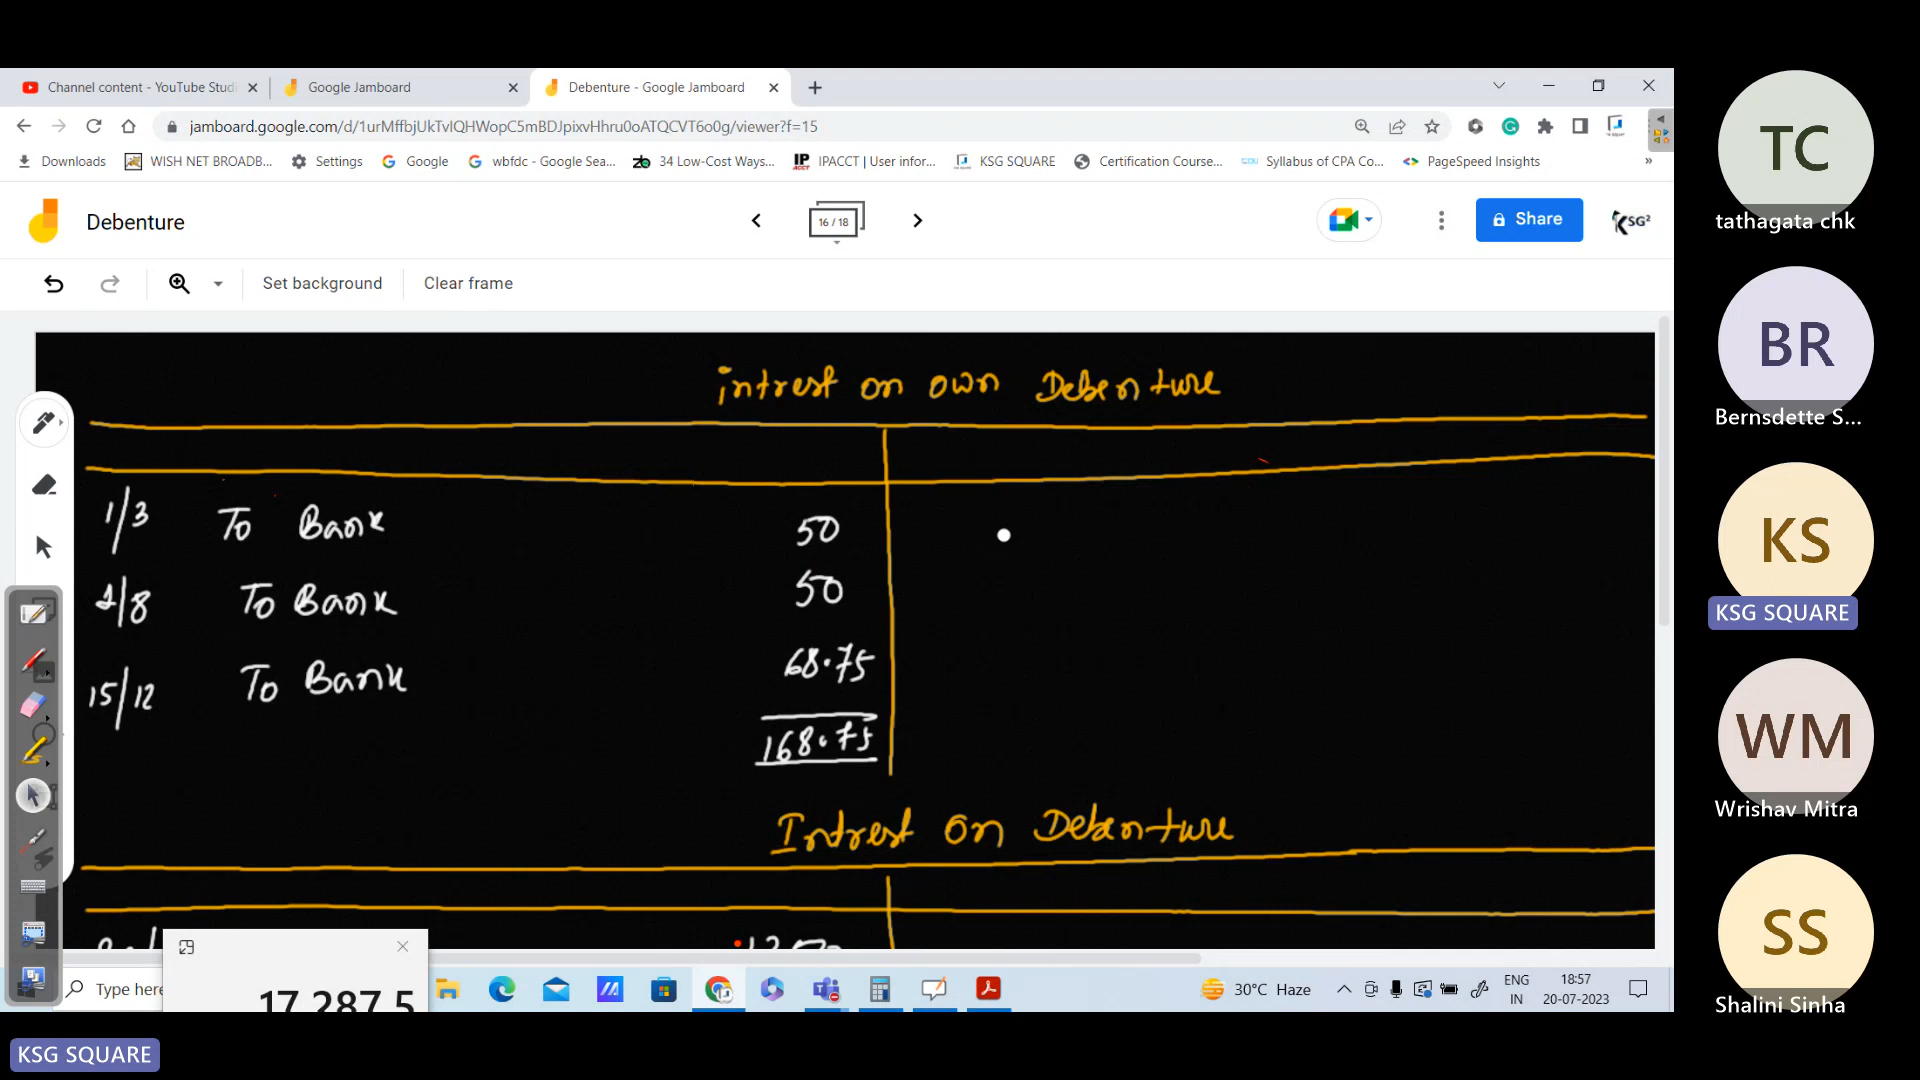 Channel content - YouTube Studi
Google Jamboard
Debenture - Google Jamboard
jamboard.google.com/d/1urMffbjUkTvIQHWopC5mBDJpixvHhru0oATQCVT6o0g/viewer?f=15
Downloads
WISH NET BROADB...
Settings
Google
wbfdc - Google Sea...
34 Low-Cost Ways...
IPACCT | User infor...
KSG SQUARE
Certification Course...
Syllabus of CPA Co...
PageSpeed Insights
»
Debenture
16 / 18
Share
KSG²
Set background
Clear frame
intrest on own Debenture
1/3 To Bank 50
1/8 To Bank 50
15/12 To Bank 68.75
168.75
Intrest on Debenture
17,287.5
Type here
30°C Haze
ENG
IN
18:57
20-07-2023
TC
tathagata chk
BR
Bernsdette S...
KS
KSG SQUARE
WM
Wrishav Mitra
SS
Shalini Sinha
KSG SQUARE